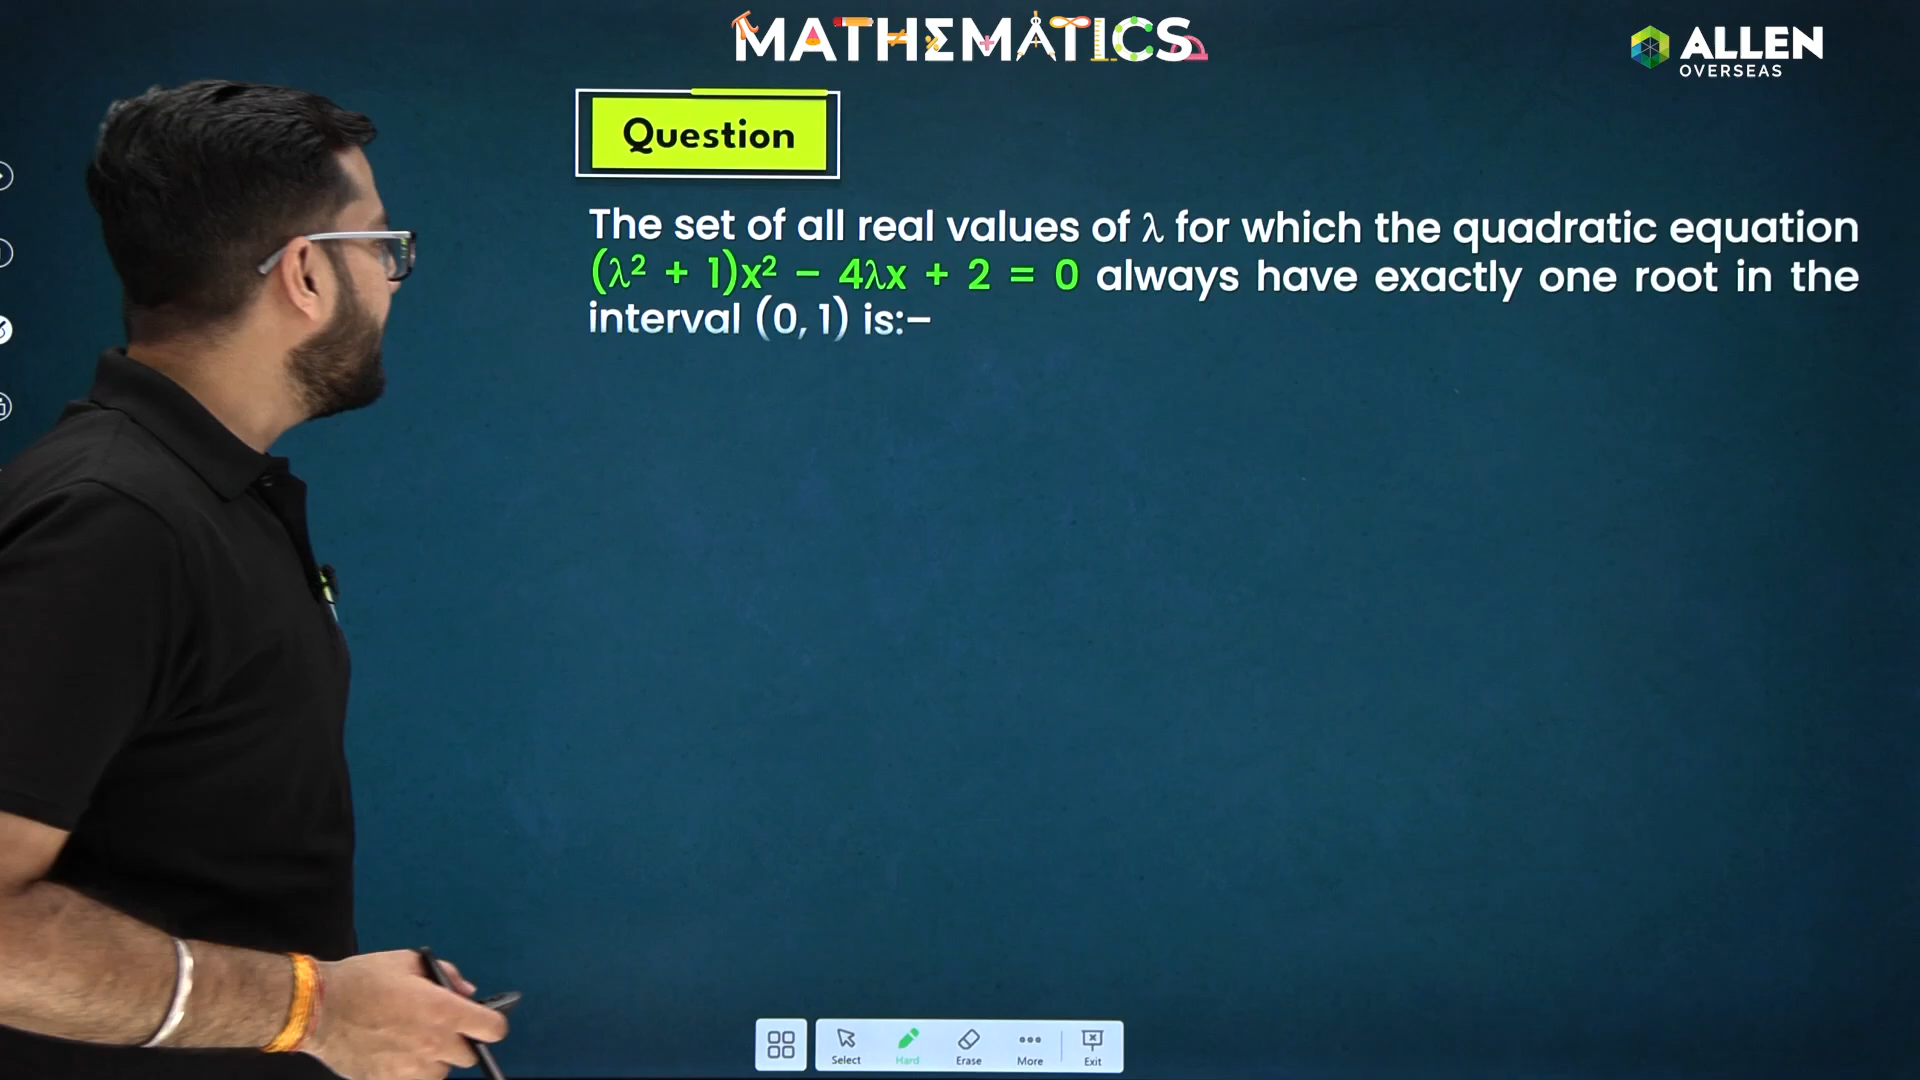 MATHEMATICS
ALLEN
OVERSEAS
Question
The set of all real values of λ for which the quadratic equation
(λ² + 1)x² – 4λx + 2 = 0 always have exactly one root in the
interval (0, 1) is:–
Select
Hard
Erase
More
Exit